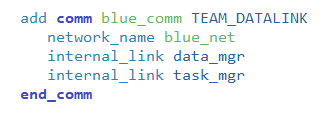 add comm blue_comm TEAM_DATALINK
network_name blue_net
internal_link data_mgr
internal_link task_mgr
end_comm